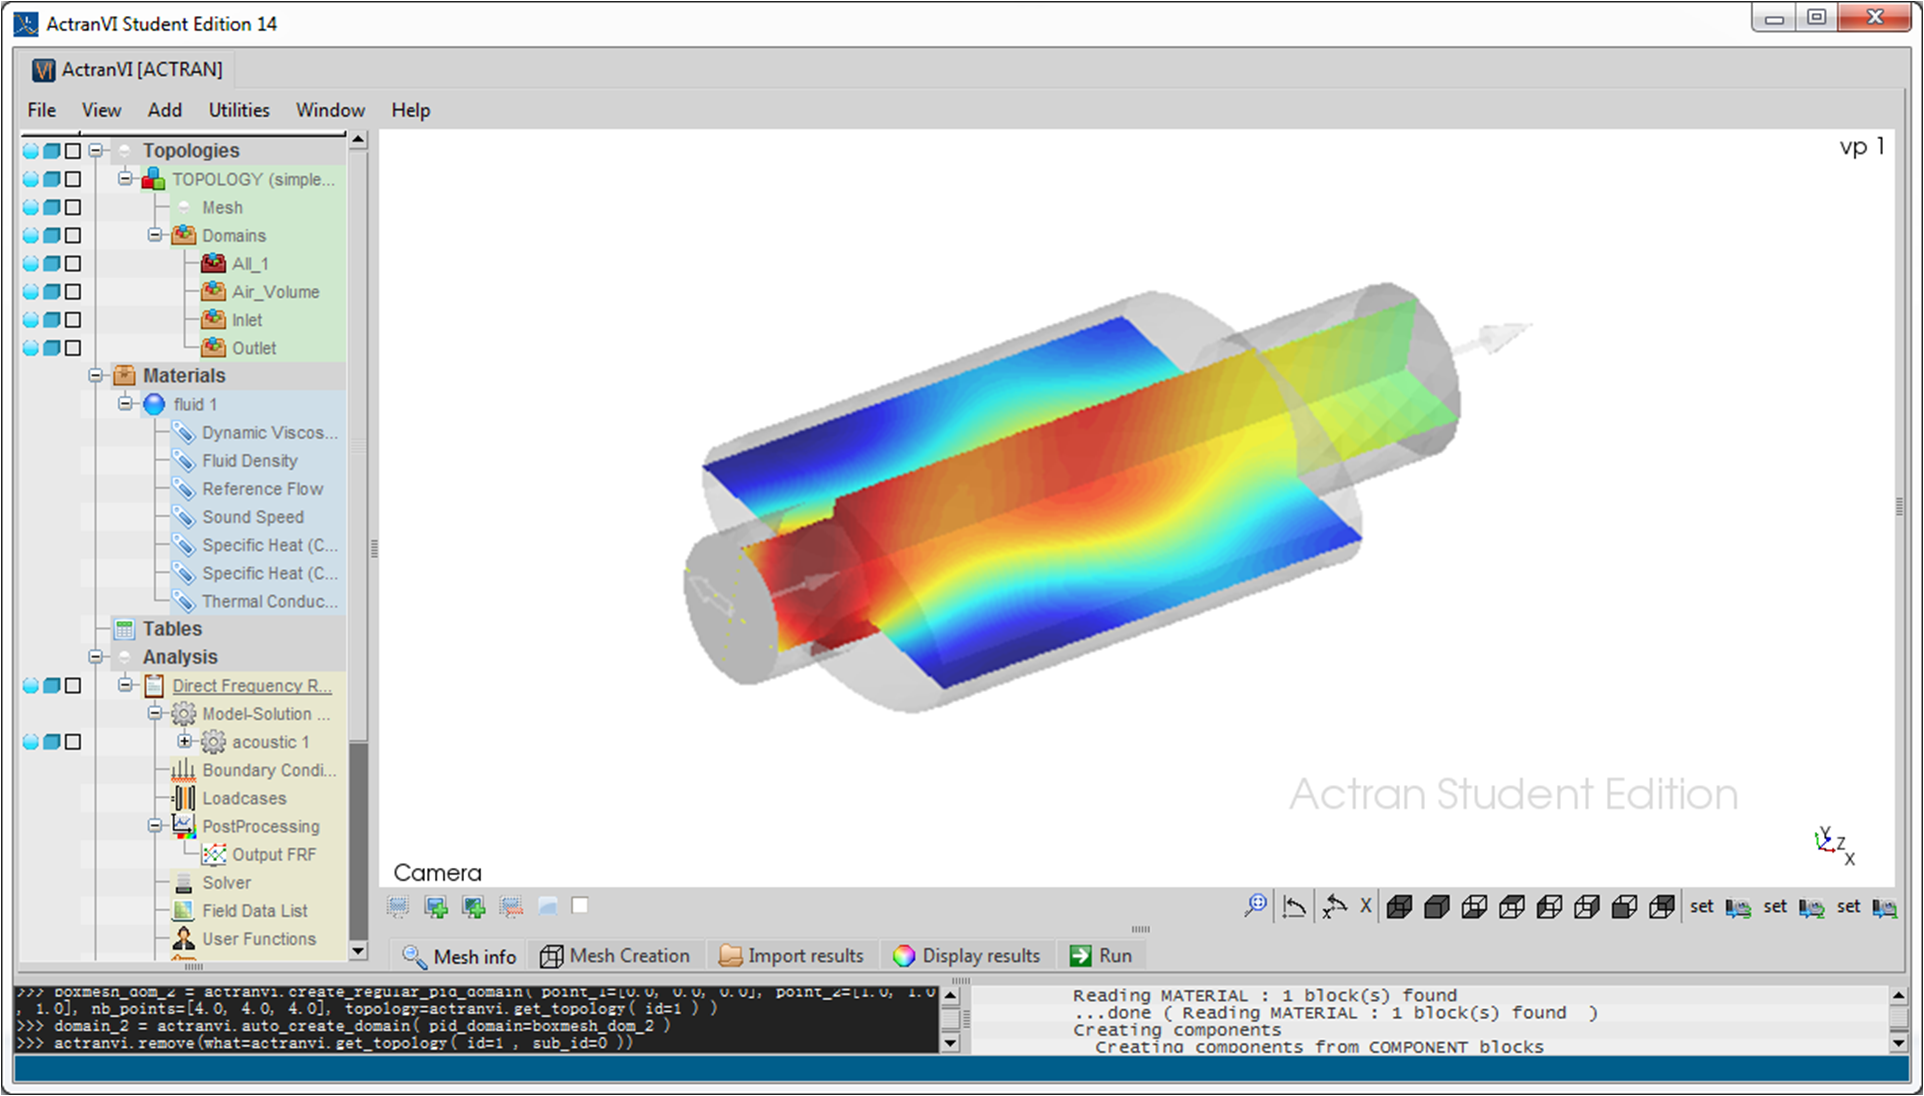 ActranVI Student Edition 14
ActranVI [ACTRAN]
File View Add Utilities Window Help
Topologies
TOPOLOGY (simple...
Mesh
Domains
All_1
Air_Volume
Inlet
Outlet
Materials
fluid 1
Dynamic Viscos...
Fluid Density
Reference Flow
Sound Speed
Specific Heat (C...
Specific Heat (C...
Thermal Conduc...
Tables
Analysis
Direct Frequency R...
Model-Solution ...
acoustic 1
Boundary Condi...
Loadcases
PostProcessing
Output FRF
Solver
Field Data List
User Functions
vp 1
Actran Student Edition
Y
Z
X
Camera
X set set set
Mesh info Mesh Creation Import results Display results Run
>>> boxmesh_dom_2 = actranvi.create_regular_pid_domain( point_1=[0.0, 0.0, 0.0], point_2=[1.0, 1.0
, 1.0], nb_points=[4.0, 4.0, 4.0], topology=actranvi.get_topology( id=1 ) )
>>> domain_2 = actranvi.auto_create_domain( pid_domain=boxmesh_dom_2 )
>>> actranvi.remove(what=actranvi.get_topology( id=1 , sub_id=0 ))
Reading MATERIAL : 1 block(s) found
...done ( Reading MATERIAL : 1 block(s) found )
Creating components
Creating components from COMPONENT blocks